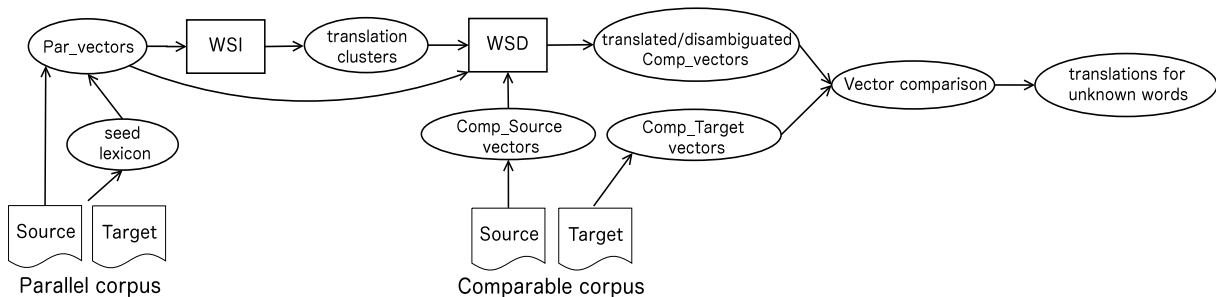 Par_vectors
WSI
translation
clusters
WSD
translated/disambiguated
Comp_vectors
Vector comparison
translations for
unknown words
seed
lexicon
Comp_Source
vectors
Comp_Target
vectors
Source
Target
Source
Target
Parallel corpus
Comparable corpus